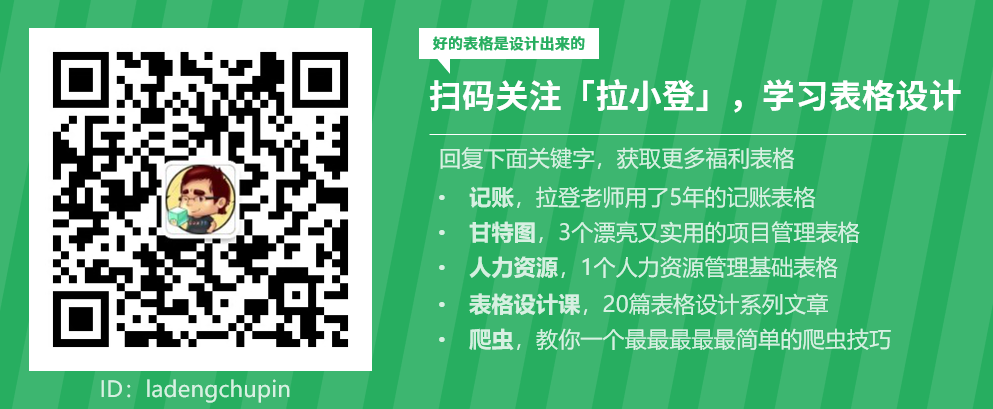 好的表格是设计出来的
扫码关注「拉小登」，学习表格设计
回复下面关键字，获取更多福利表格
• 记账，拉登老师用了5年的记账表格
• 甘特图，3个漂亮又实用的项目管理表格
• 人力资源，1个人力资源管理基础表格
• 表格设计课，20篇表格设计系列文章
• 爬虫，教你一个最最最最最简单的爬虫技巧
ID：ladengchupin